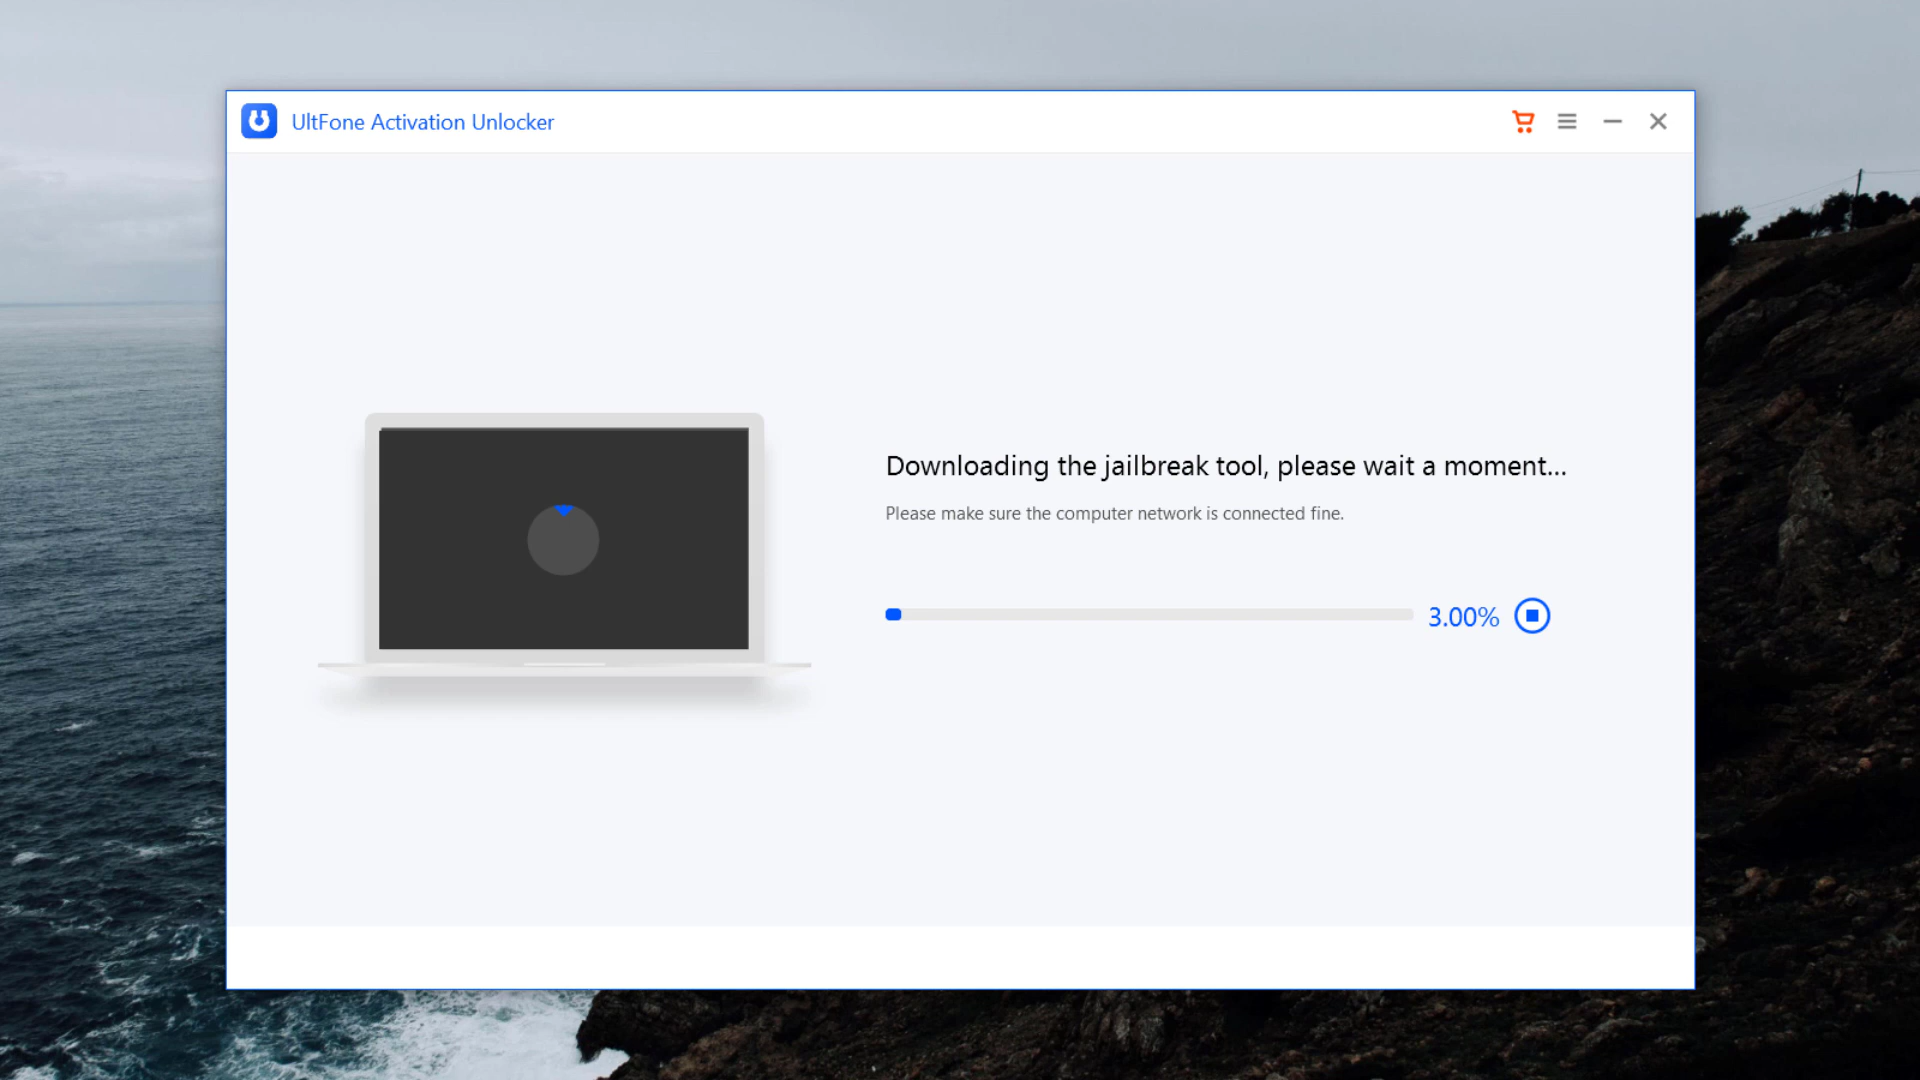 UltFone Activation Unlocker
Downloading the jailbreak tool, please wait a moment...
Please make sure the computer network is connected fine.
3.00%